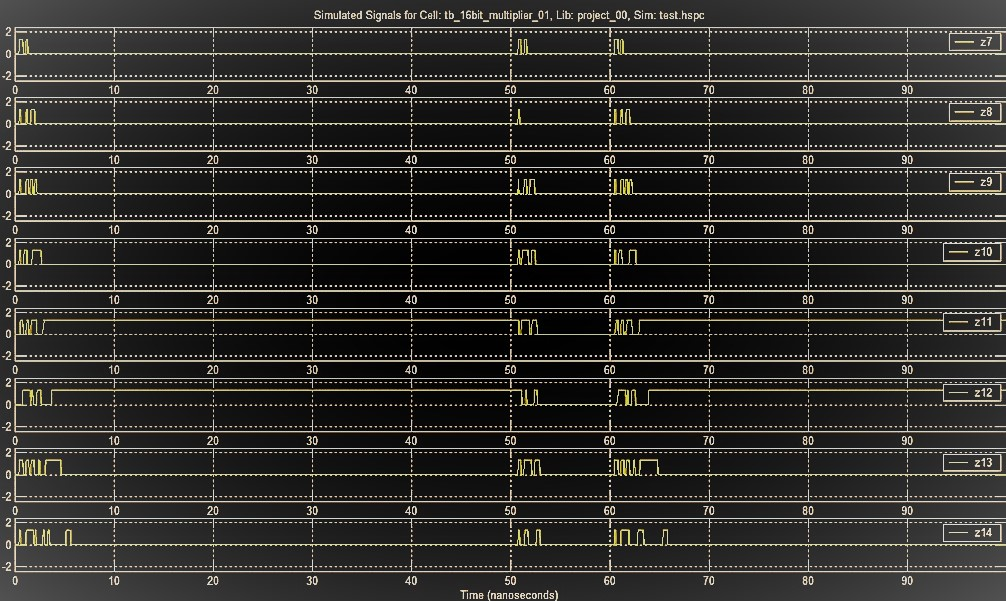 Simulated Signals for Cell: tb_16bit_multiplier_01, Lib: project_00, Sim: test.hspc
2
0
-2
z7
0 10 20 30 40 50 60 70 80 90
2
0
-2
z8
0 10 20 30 40 50 60 70 80 90
2
0
-2
z9
0 10 20 30 40 50 60 70 80 90
2
0
-2
z10
0 10 20 30 40 50 60 70 80 90
2
0
-2
z11
0 10 20 30 40 50 60 70 80 90
2
0
-2
z12
0 10 20 30 40 50 60 70 80 90
2
0
-2
z13
0 10 20 30 40 50 60 70 80 90
2
0
-2
z14
0 10 20 30 40 50 60 70 80 90
Time (nanoseconds)